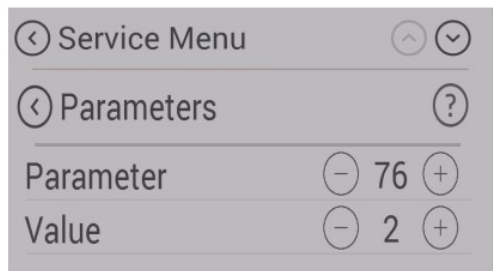 Service Menu
Parameters ?
Parameter - 76 +
Value - 2 +